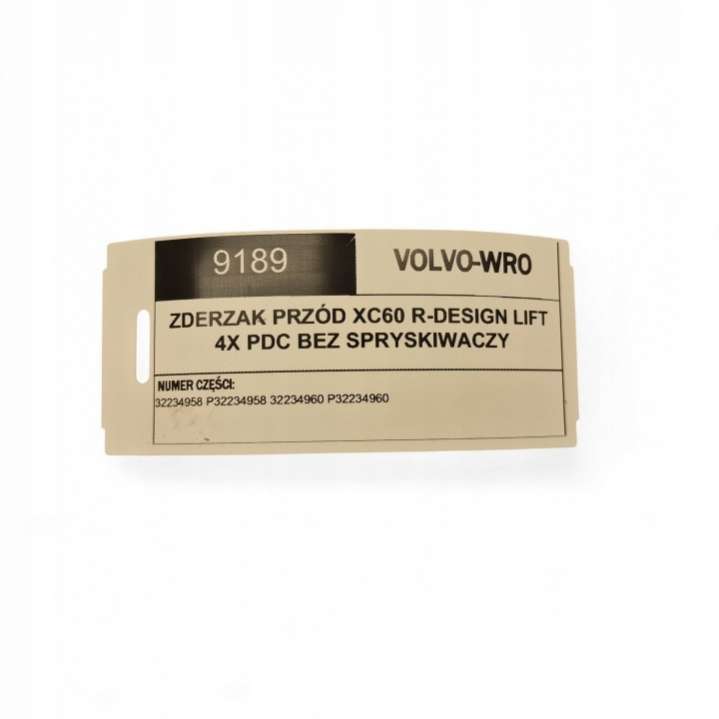 9189
VOLVO-WRO
ZDERZAK PRZÓD XC60 R-DESIGN LIFT
4X PDC BEZ SPRYSKIWACZY
NUMER CZĘŚCI:
32234958 P32234958 32234960 P32234960